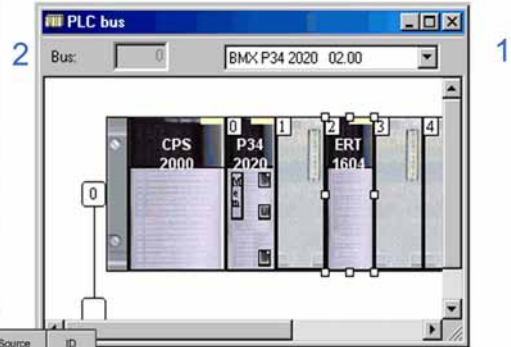 PLC bus
2
Bus: 0
BMX P34 2020 02.00
1
0 1 2 3 4
CPS 2000
P34 2020
ERT 1604
0
Source ID